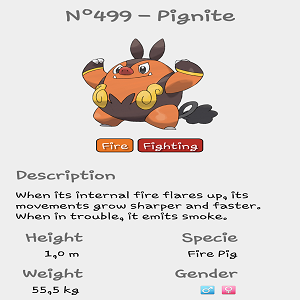 N°499 – Pignite
Fire Fighting
Description
When its internal fire flares up, its
movements grow sharper and faster.
When in trouble, it emits smoke.
Height Specie
1,0 m Fire Pig
Weight Gender
55,5 kg ♂ ♀